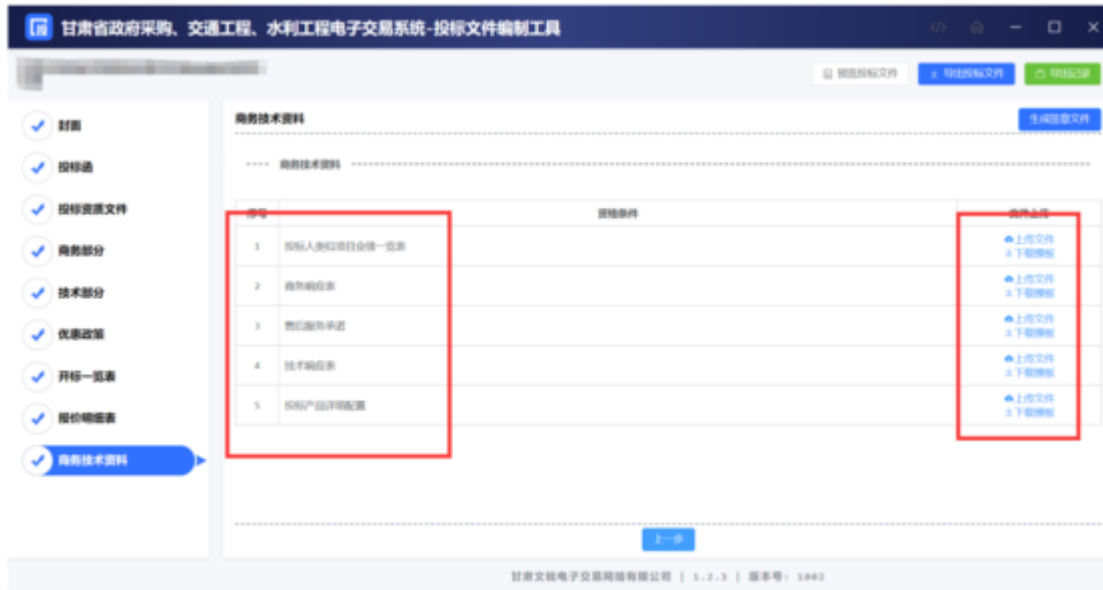 甘肃省政府采购、交通工程、水利工程电子交易系统-投标文件编制工具
预览投标文件
导出投标文件
导出记录
封面
投标函
投标资质文件
商务部分
技术部分
优惠政策
开标一览表
报价明细表
商务技术资料
商务技术资料
生成签章文件
商务技术资料
序号 资格条件 文件上传
1 投标人类似项目业绩一览表 上传文件
下载模板
2 商务响应表 上传文件
下载模板
3 售后服务承诺 上传文件
下载模板
4 技术响应表 上传文件
下载模板
5 投标产品详细配置 上传文件
下载模板
上一步
甘肃文锐电子交易网络有限公司 | 1.2.3 | 版本号: 1002